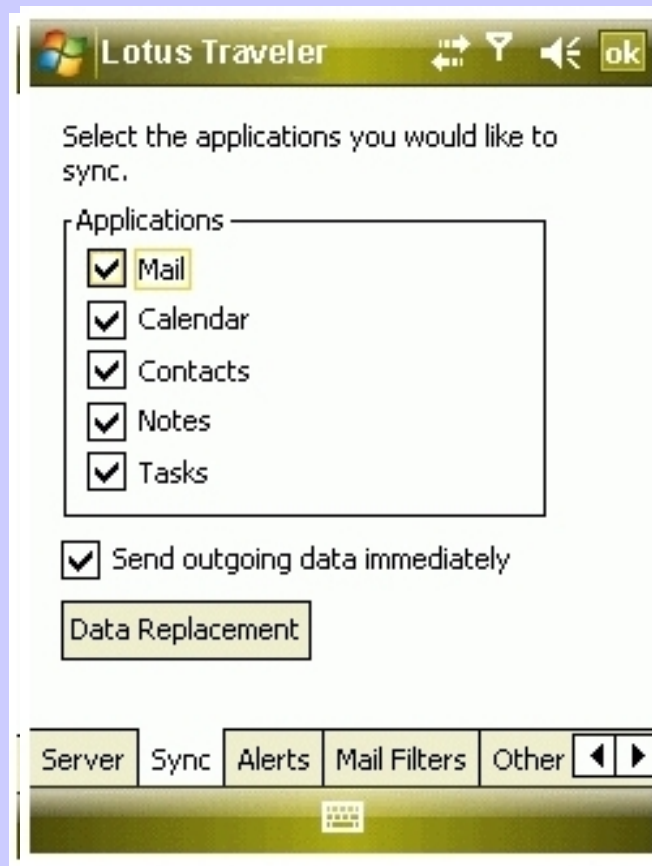 Lotus Traveler
ok
Select the applications you would like to
sync.
Applications
Mail
Calendar
Contacts
Notes
Tasks
Send outgoing data immediately
Data Replacement
Server Sync Alerts Mail Filters Other